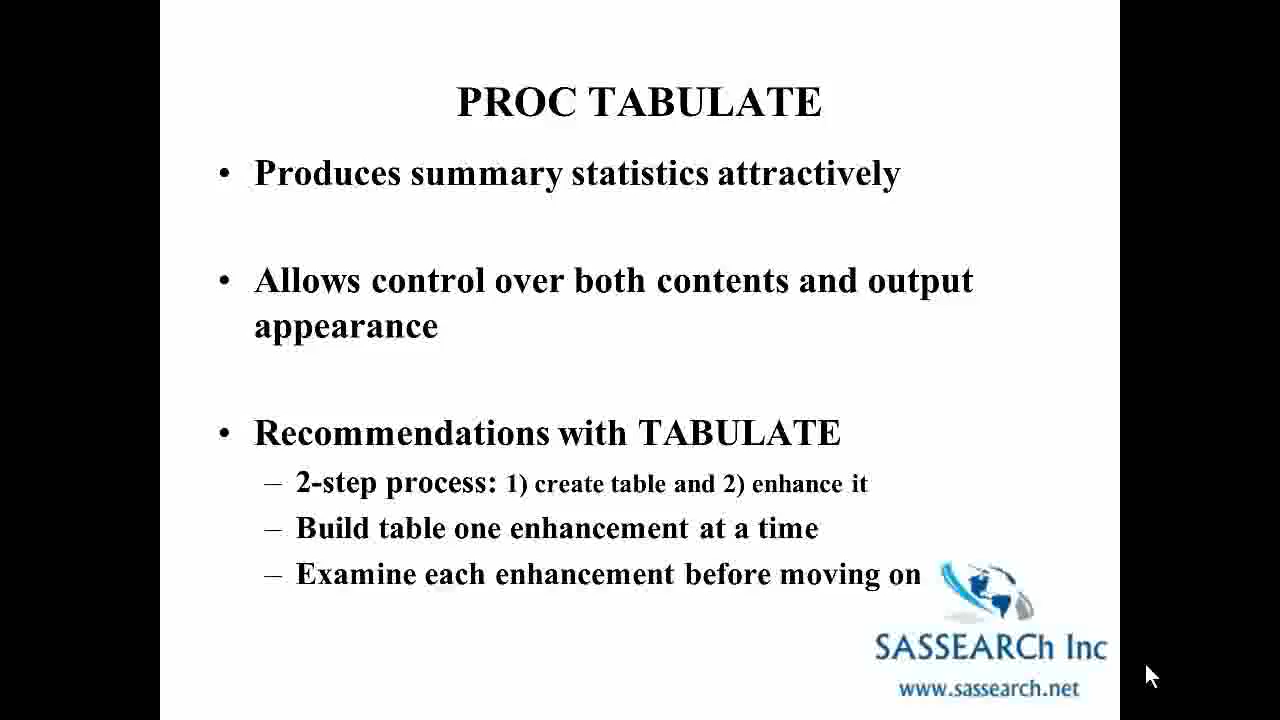 PROC TABULATE
• Produces summary statistics attractively
• Allows control over both contents and output
appearance
• Recommendations with TABULATE
– 2-step process: 1) create table and 2) enhance it
– Build table one enhancement at a time
– Examine each enhancement before moving on
SASSEARCh Inc
www.sassearch.net